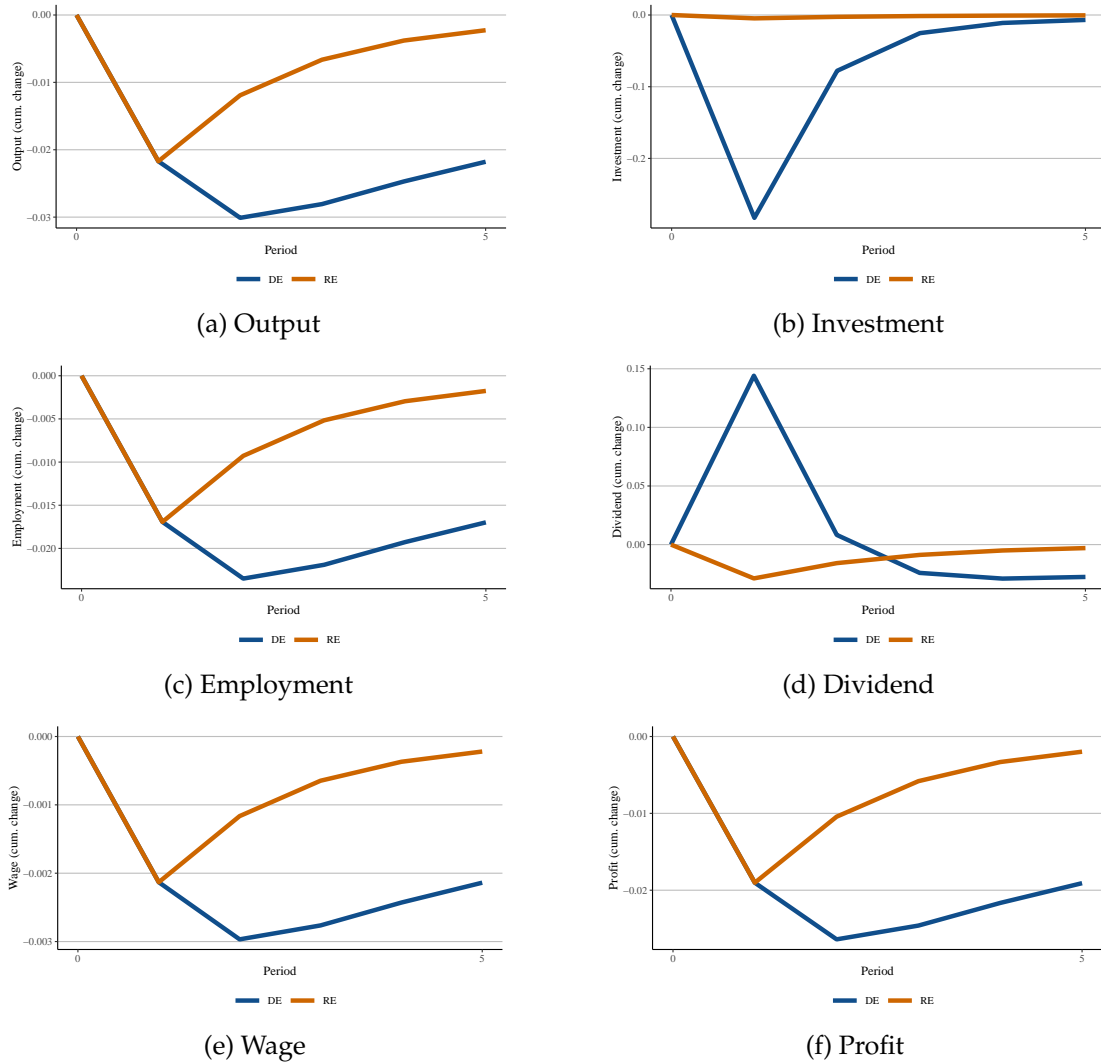 0.00
−0.01
−0.02
−0.03
Output (cum. change)
0
5
Period
DE RE
(a) Output
0.0
−0.1
−0.2
Investment (cum. change)
0
5
Period
DE RE
(b) Investment
0.000
−0.005
−0.010
−0.015
−0.020
Employment (cum. change)
0
5
Period
DE RE
(c) Employment
0.15
0.10
0.05
0.00
Dividend (cum. change)
0
5
Period
DE RE
(d) Dividend
0.000
−0.001
−0.002
−0.003
Wage (cum. change)
0
5
Period
DE RE
(e) Wage
0.00
−0.01
−0.02
Profit (cum. change)
0
5
Period
DE RE
(f) Profit